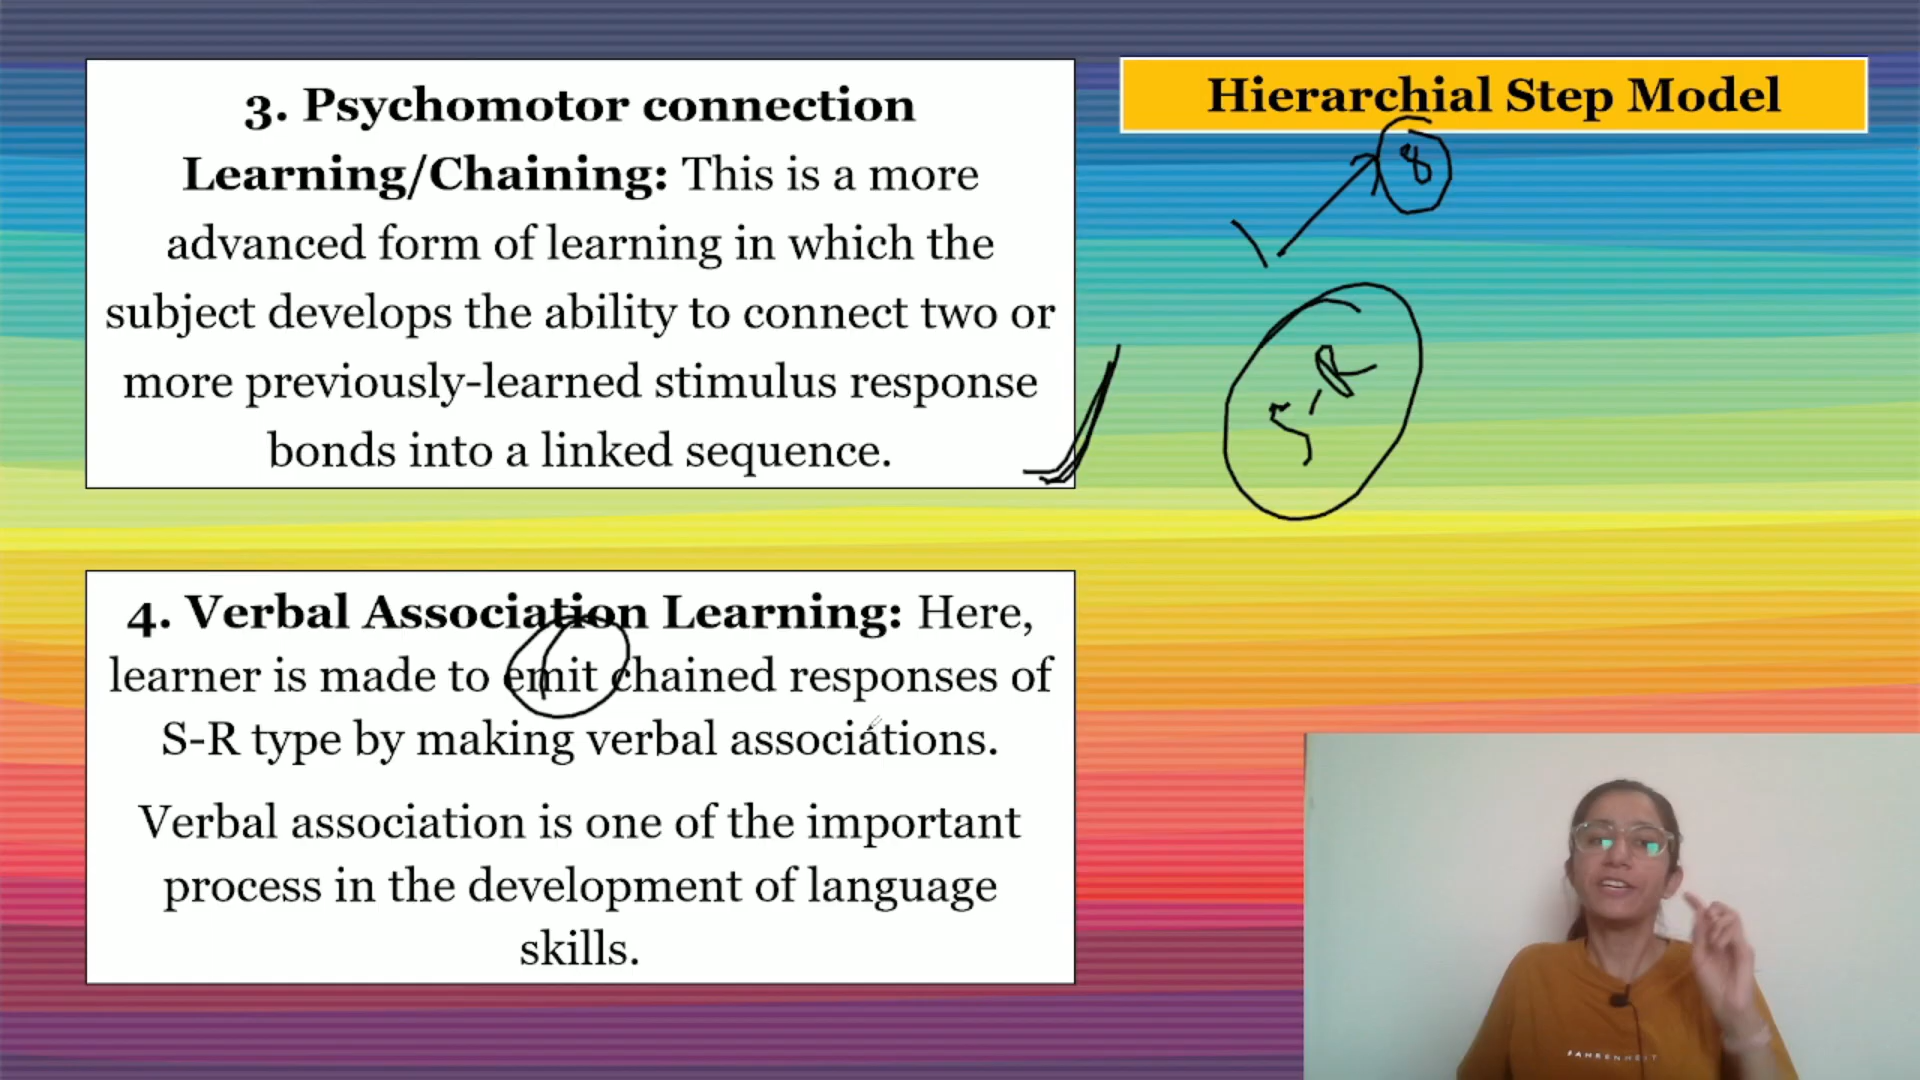 3. Psychomotor connection
Learning/Chaining: This is a more
advanced form of learning in which the
subject develops the ability to connect two or
more previously-learned stimulus response
bonds into a linked sequence.
4. Verbal Association Learning: Here,
learner is made to emit chained responses of
S-R type by making verbal associations.
Verbal association is one of the important
process in the development of language
skills.
Hierarchial Step Model
8
S-R
FAHRENHEIT